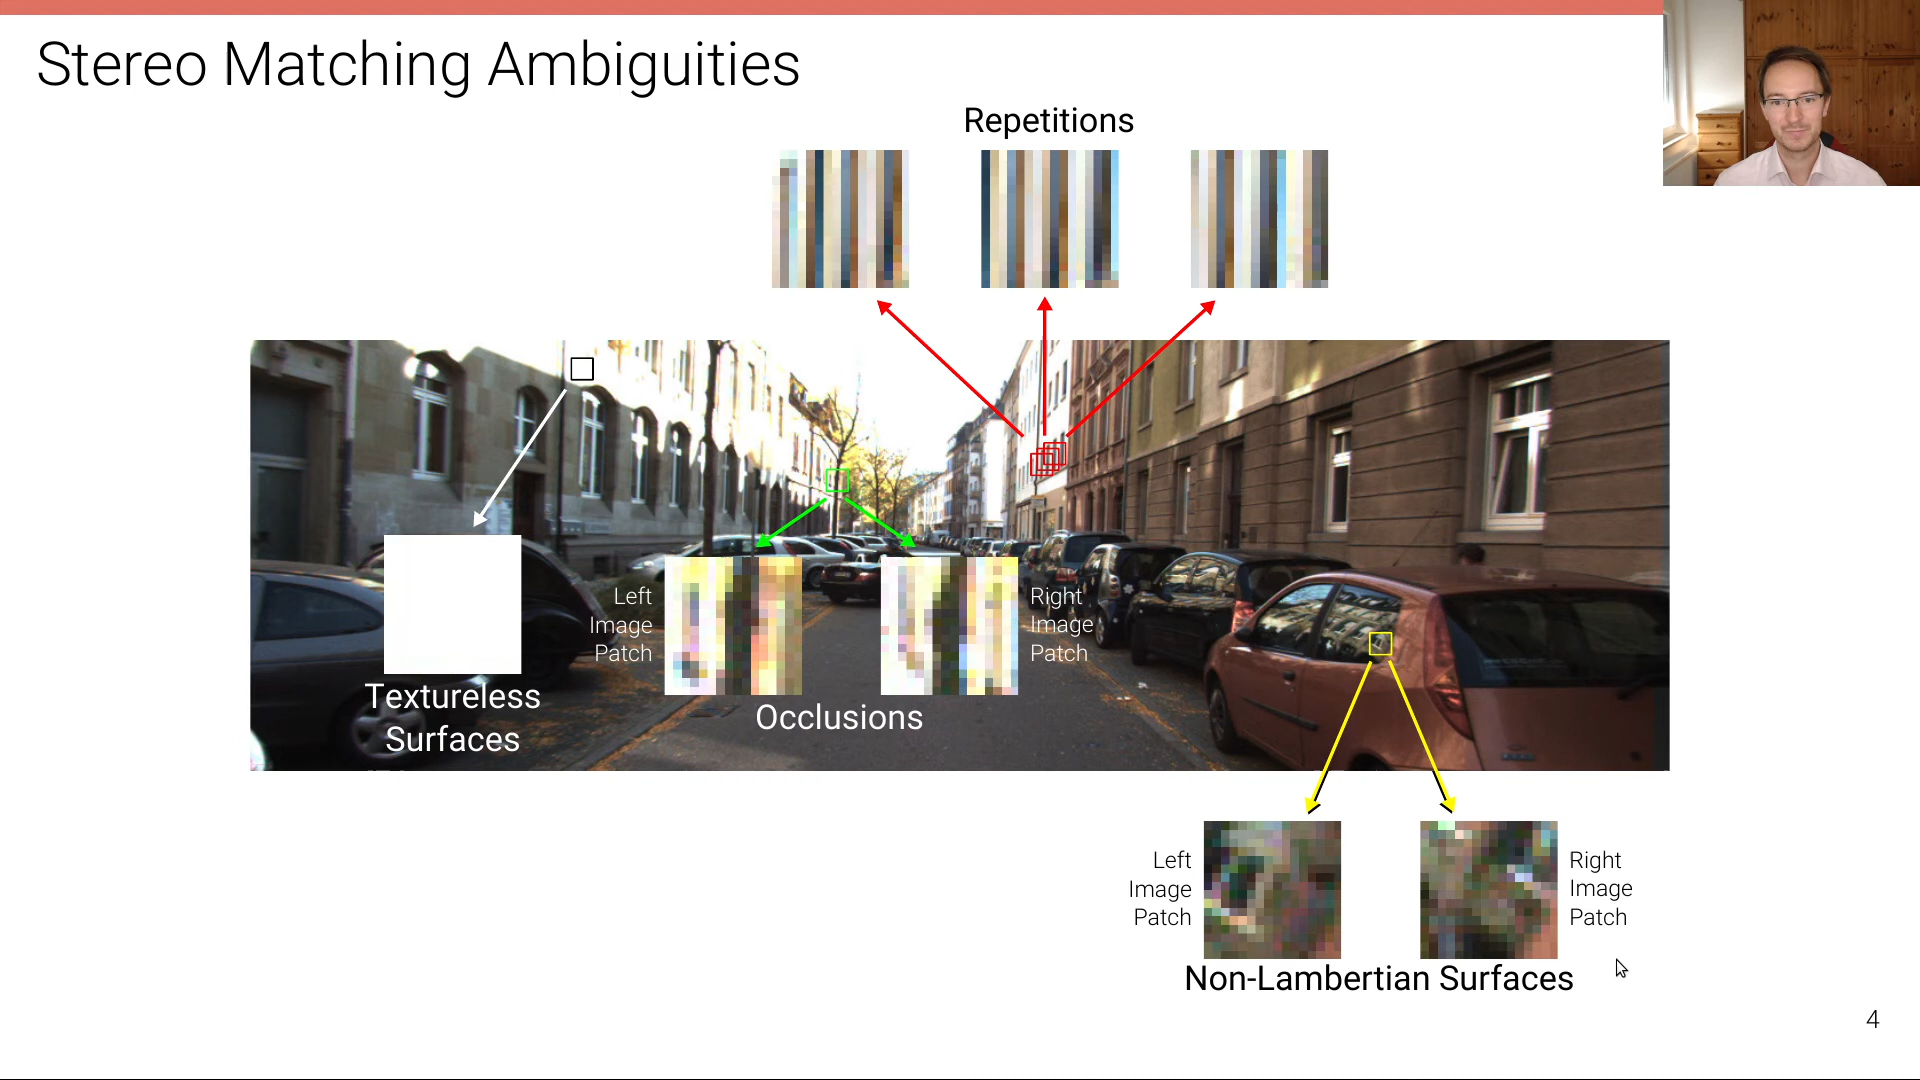 Stereo Matching Ambiguities
Repetitions
Left
Image
Patch
Right
Image
Patch
Textureless
Surfaces
Occlusions
Left
Image
Patch
Right
Image
Patch
Non-Lambertian Surfaces
4